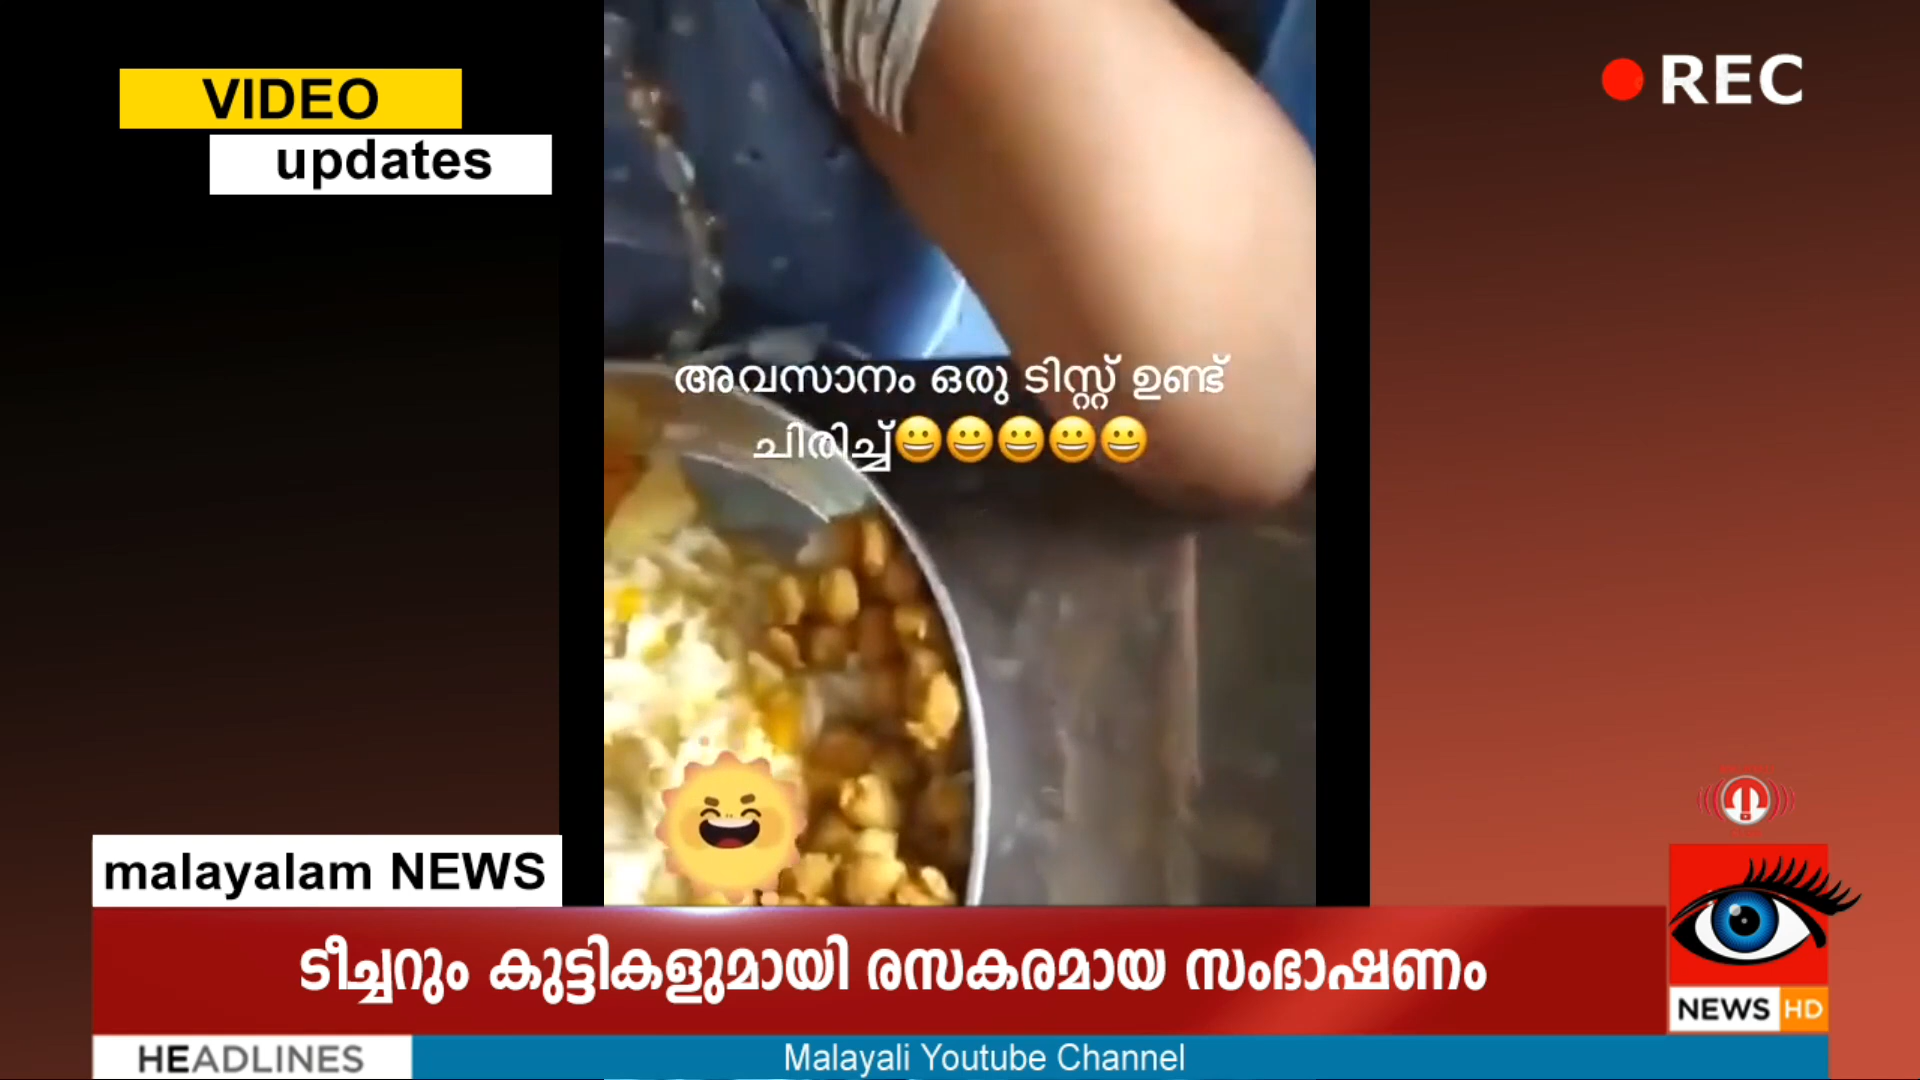 VIDEO
updates
REC
അവസാനം ഒരു ടിസ്റ്റ് ഉണ്ട്
ചിരിച്ച്😀😀😀😀😀
malayalam NEWS
ടീച്ചറും കുട്ടികളുമായി രസകരമായ സംഭാഷണം
NEWS HD
HEADLINES
Malayali Youtube Channel